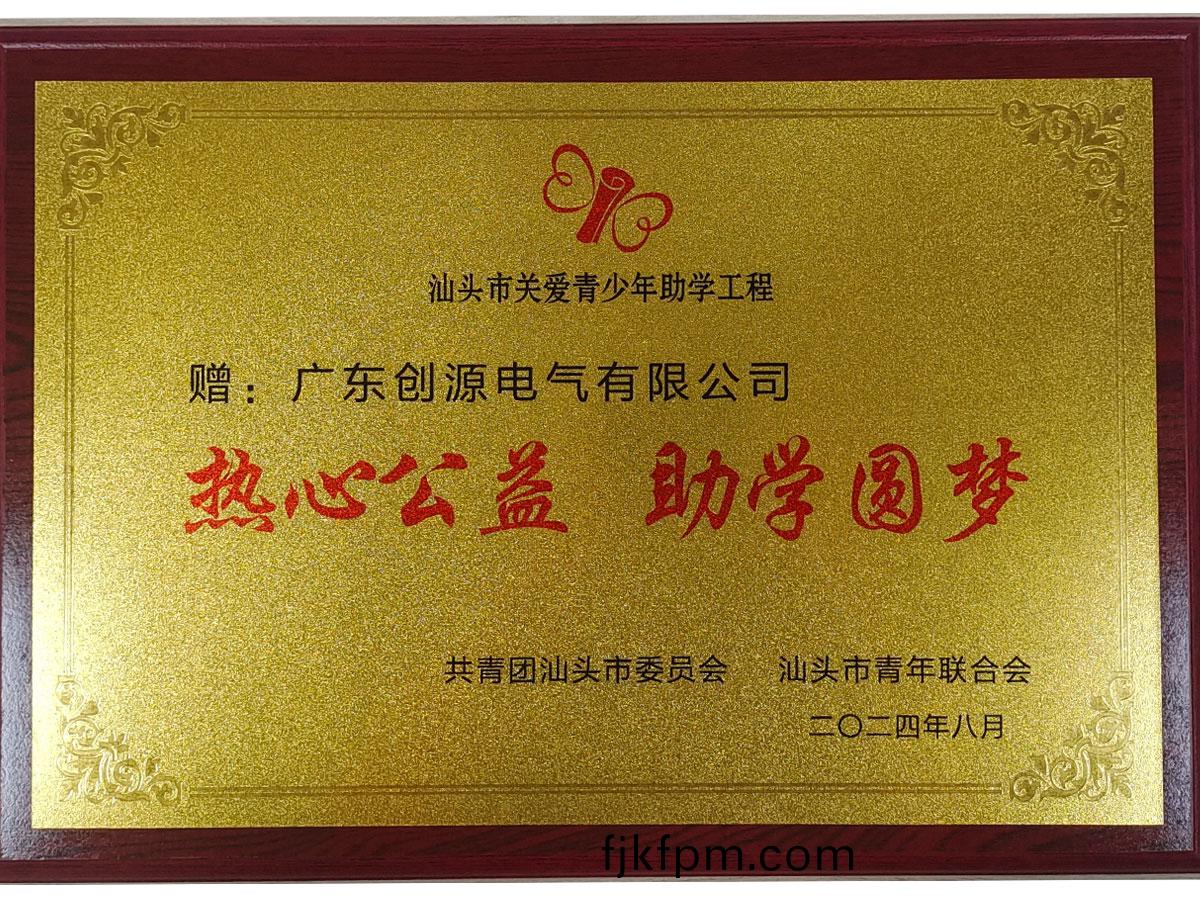 汕头市关爱青少年助学工程
赠：广东创源电气有限公司
热心公益 助学圆梦
共青团汕头市委员会 汕头市青年联合会
二〇二四年八月
fjkfpm.com